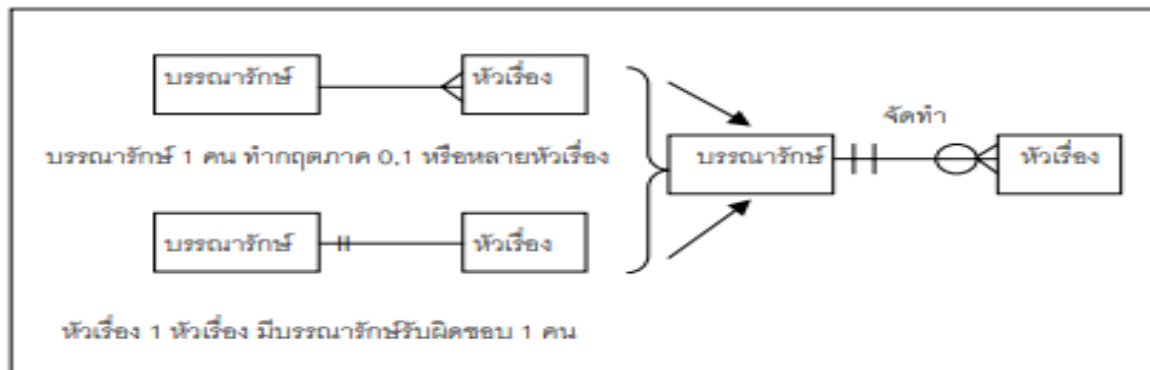 บรรณารักษ์ หัวเรื่อง
บรรณารักษ์ 1 คน ทำกฤตภาค 0,1 หรือหลายหัวเรื่อง
บรรณารักษ์ หัวเรื่อง
หัวเรื่อง 1 หัวเรื่อง มีบรรณารักษ์รับผิดชอบ 1 คน
จัดทำ
บรรณารักษ์ หัวเรื่อง